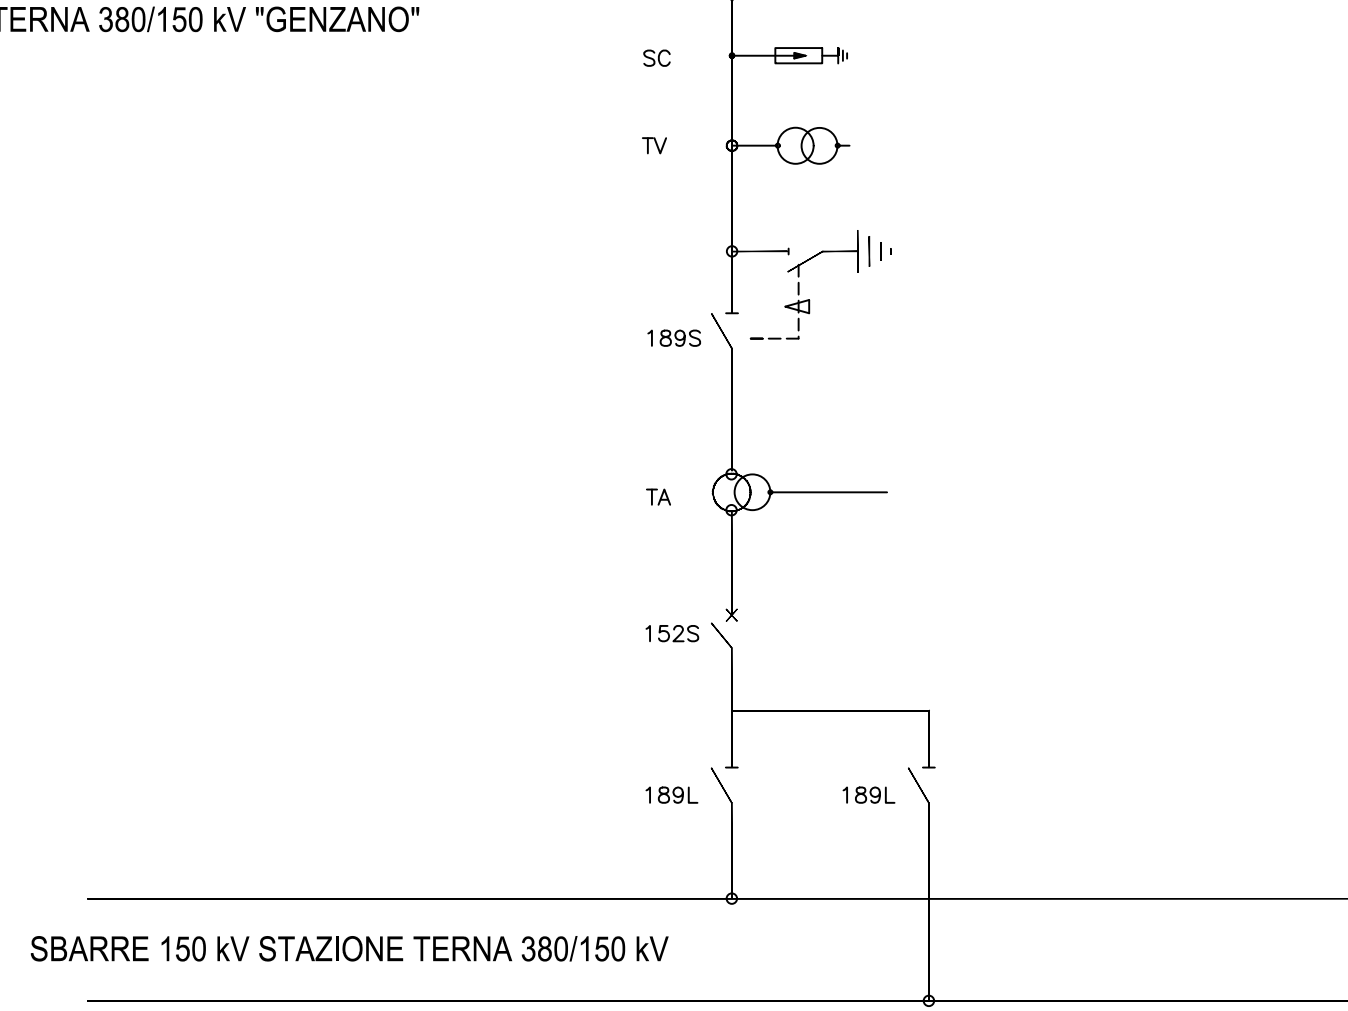 TERNA 380/150 kV "GENZANO"
SC
TV
189S
TA
152S
189L 189L
SBARRE 150 kV STAZIONE TERNA 380/150 kV